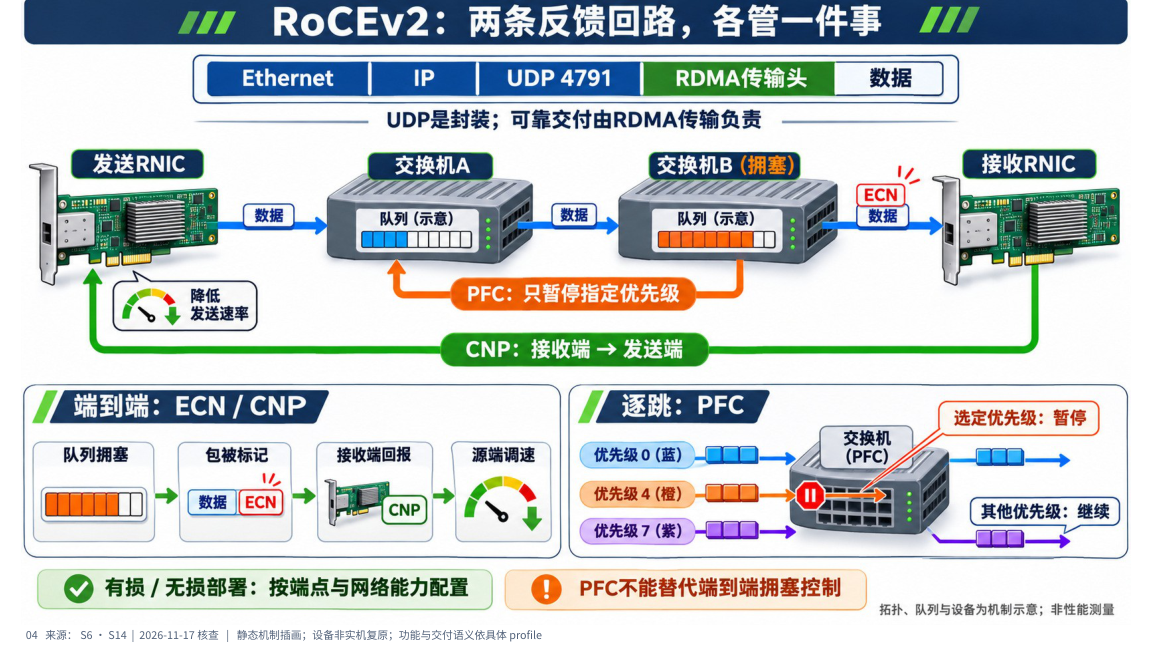 RoCEv2：两条反馈回路，各管一件事
Ethernet IP UDP 4791 RDMA传输头 数据
UDP是封装；可靠交付由RDMA传输负责
发送RNIC
交换机A
交换机B（拥塞）
接收RNIC
ECN
数据
数据
数据
队列（示意）
队列（示意）
降低
发送速率
PFC：只暂停指定优先级
CNP：接收端 → 发送端
端到端：ECN / CNP
队列拥塞
包被标记
接收端回报
源端调速
数据 ECN
CNP
逐跳：PFC
选定优先级：暂停
交换机
（PFC）
优先级 0（蓝）
优先级 4（橙）
优先级 7（紫）
其他优先级：继续
有损 / 无损部署：按端点与网络能力配置
PFC不能替代端到端拥塞控制
拓扑、队列与设备为机制示意；非性能测量
04 来源： S6 · S14 | 2026-11-17 核查 | 静态机制插画；设备非实机复原；功能与交付语义依具体 profile